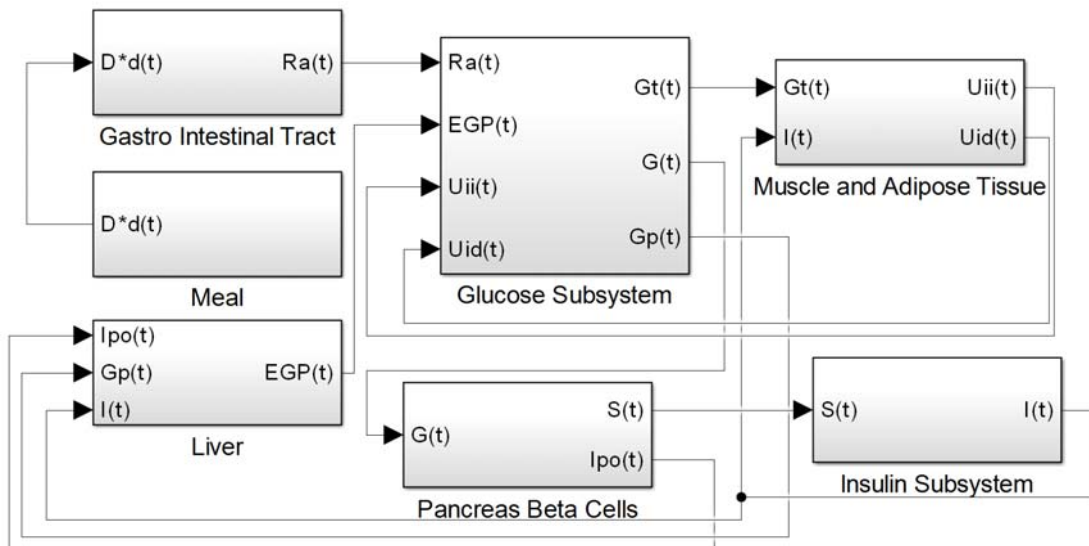 D*d(t)
Ra(t)
Gastro Intestinal Tract
D*d(t)
Meal
Ipo(t)
Gp(t)
I(t)
EGP(t)
Liver
Ra(t)
EGP(t)
Uii(t)
Uid(t)
Gt(t)
G(t)
Gp(t)
Glucose Subsystem
G(t)
S(t)
Ipo(t)
Pancreas Beta Cells
Gt(t)
I(t)
Uii(t)
Uid(t)
Muscle and Adipose Tissue
S(t)
I(t)
Insulin Subsystem